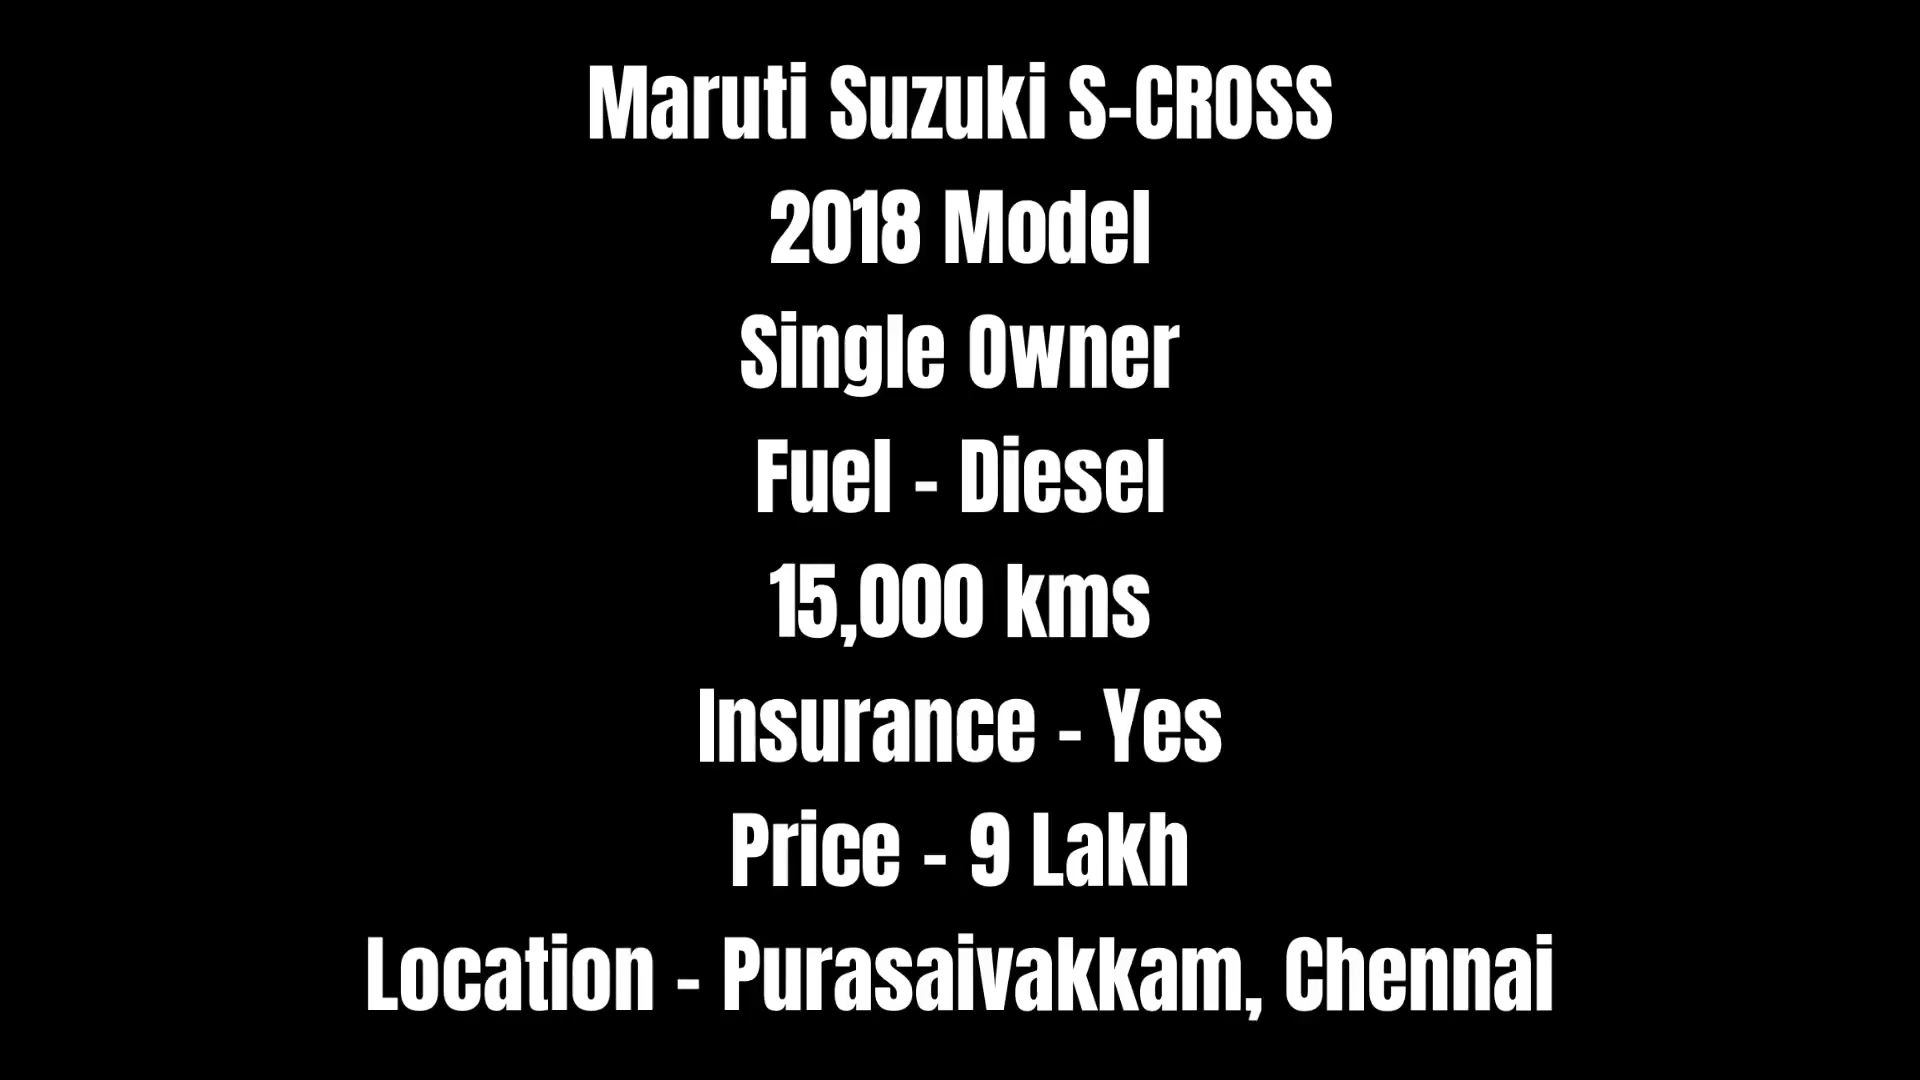 Maruti Suzuki S-CROSS
2018 Model
Single Owner
Fuel - Diesel
15,000 kms
Insurance - Yes
Price - 9 Lakh
Location - Purasaivakkam, Chennai